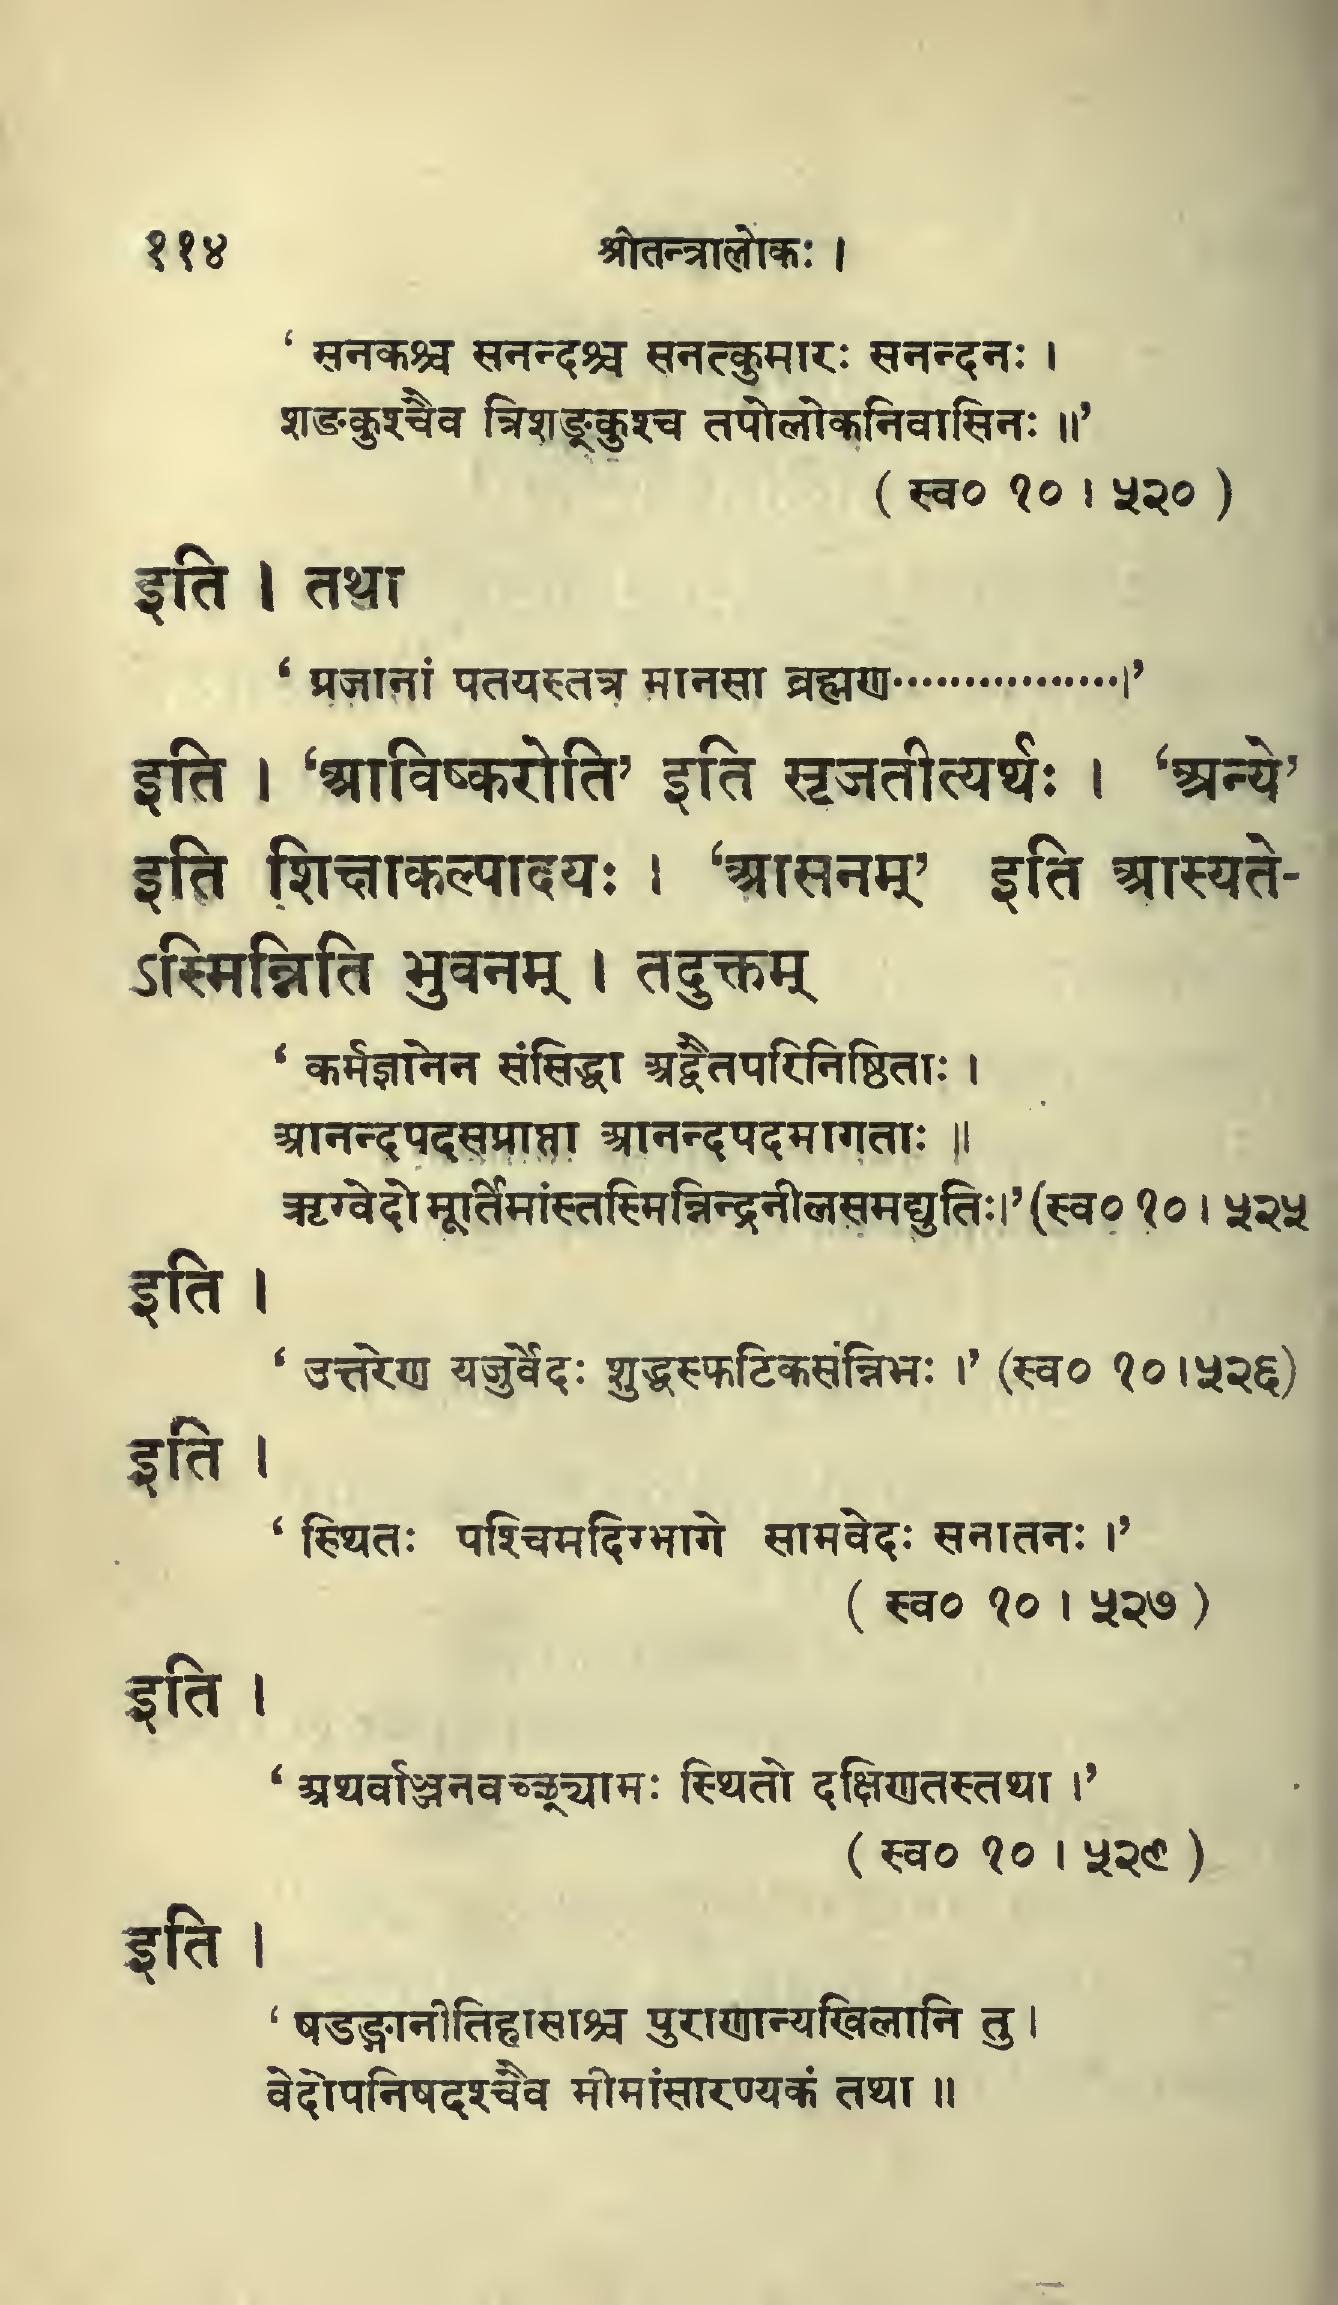 ११४ श्रीतन्त्रालोकः ।
‘ सनकश्च सनन्दश्च सनत्कुमारः सनन्दनः ।
शङ्कुश्चैव त्रिशङ्कुश्च तपोलोकनिवासिनः ॥’
( स्व० १० । ५२० )
इति । तथा
‘ प्रजानां पतयस्तत्र मानसा ब्रह्मण·················।’
इति । ‘आविष्करोति’ इति सृजतीत्यर्थः । ‘अन्ये’
इति शिक्षाकल्पादयः । ‘आसनम्’ इति आस्यते-
ऽस्मिन्निति भुवनम् । तदुक्तम्
‘ कर्मज्ञानेन संसिद्धा अद्वैतपरिनिष्ठिताः ।
आनन्दपदसप्राप्ता आनन्दपदमागताः ॥
ऋग्वेदो मूर्तिमांस्तस्मिन्निन्द्रनीलसमद्युतिः।’ (स्व० १० । ५२५
इति ।
‘ उत्तरेण यजुर्वेदः शुद्धस्फटिकसंन्निभः ।’ (स्व० १०।५२६)
इति ।
‘ स्थितः पश्चिमदिग्भागे सामवेदः सनातनः ।’
( स्व० १० । ५२७ )
इति ।
‘ अथर्वाञ्जनवच्छ्यामः स्थितो दक्षिणतस्तथा ।’
( स्व० १० । ५२९ )
इति ।
‘ षडङ्गानीतिहासाश्च पुराणान्यखिलानि तु ।
वेदोपनिषदश्चैव मीमांसारण्यकं तथा ॥